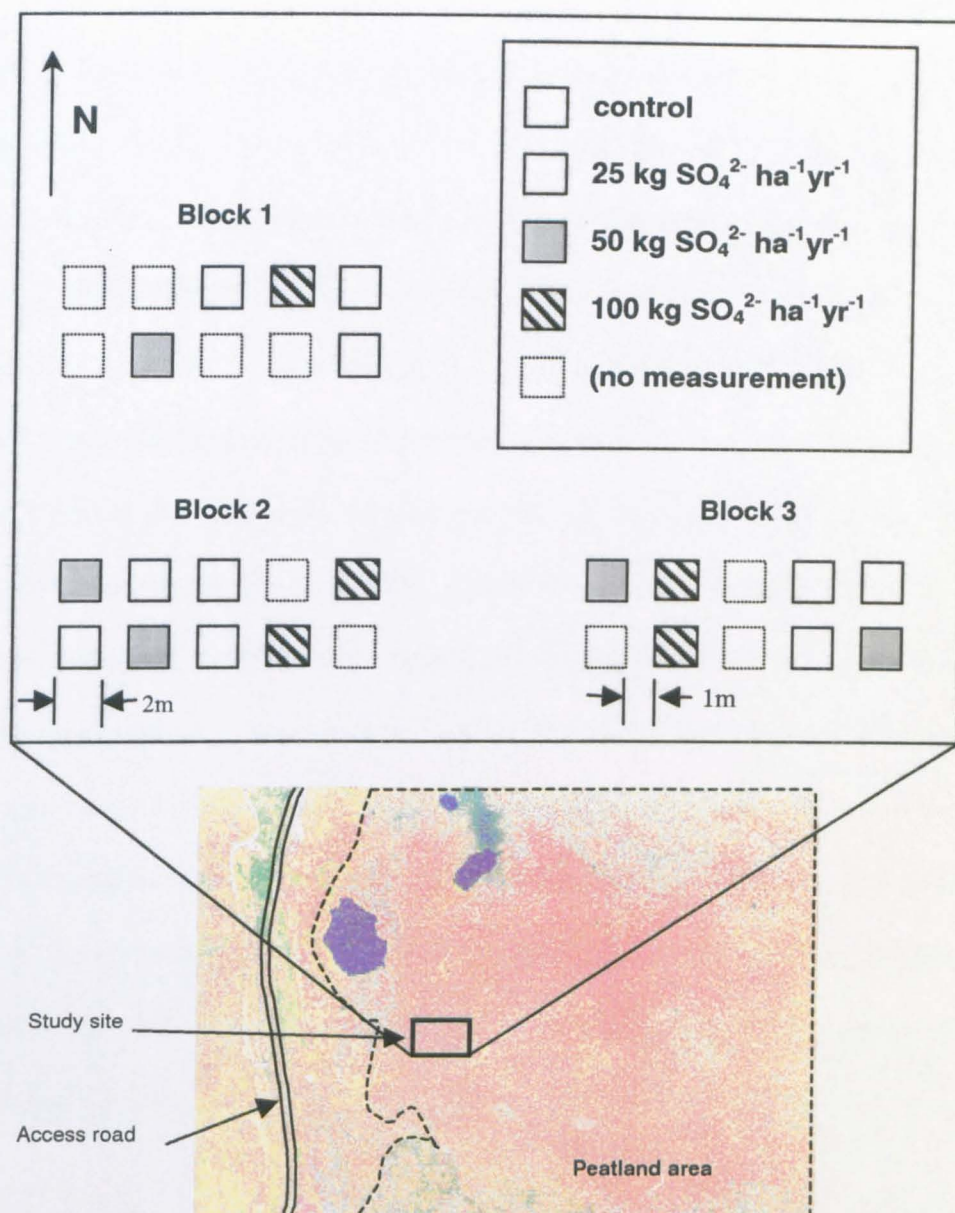 N
control
25 kg SO₄²⁻ ha⁻¹yr⁻¹
50 kg SO₄²⁻ ha⁻¹yr⁻¹
100 kg SO₄²⁻ ha⁻¹yr⁻¹
(no measurement)
Block 1
Block 2
Block 3
2m
1m
Study site
Access road
Peatland area